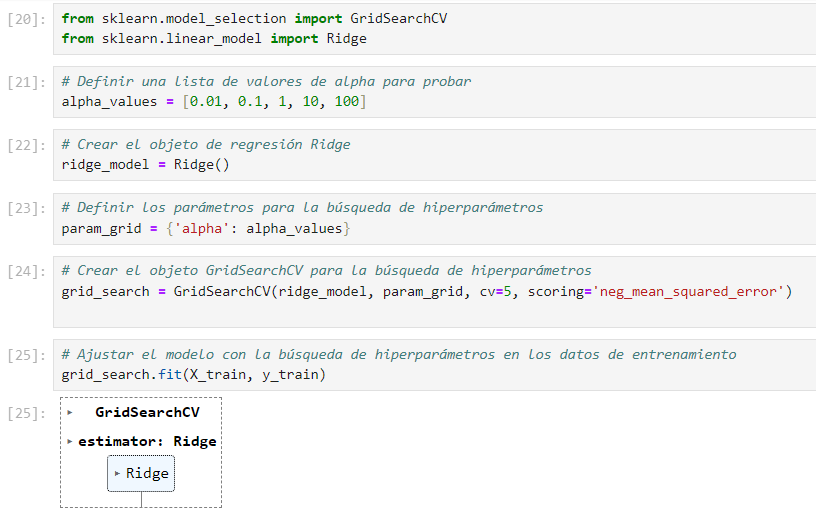 [20]:
from sklearn.model_selection import GridSearchCV
from sklearn.linear_model import Ridge
[21]:
# Definir una lista de valores de alpha para probar
alpha_values = [0.01, 0.1, 1, 10, 100]
[22]:
# Crear el objeto de regresión Ridge
ridge_model = Ridge()
[23]:
# Definir los parámetros para la búsqueda de hiperparámetros
param_grid = {'alpha': alpha_values}
[24]:
# Crear el objeto GridSearchCV para la búsqueda de hiperparámetros
grid_search = GridSearchCV(ridge_model, param_grid, cv=5, scoring='neg_mean_squared_error')
[25]:
# Ajustar el modelo con la búsqueda de hiperparámetros en los datos de entrenamiento
grid_search.fit(X_train, y_train)
[25]:
▸ GridSearchCV
▸ estimator: Ridge
▸ Ridge